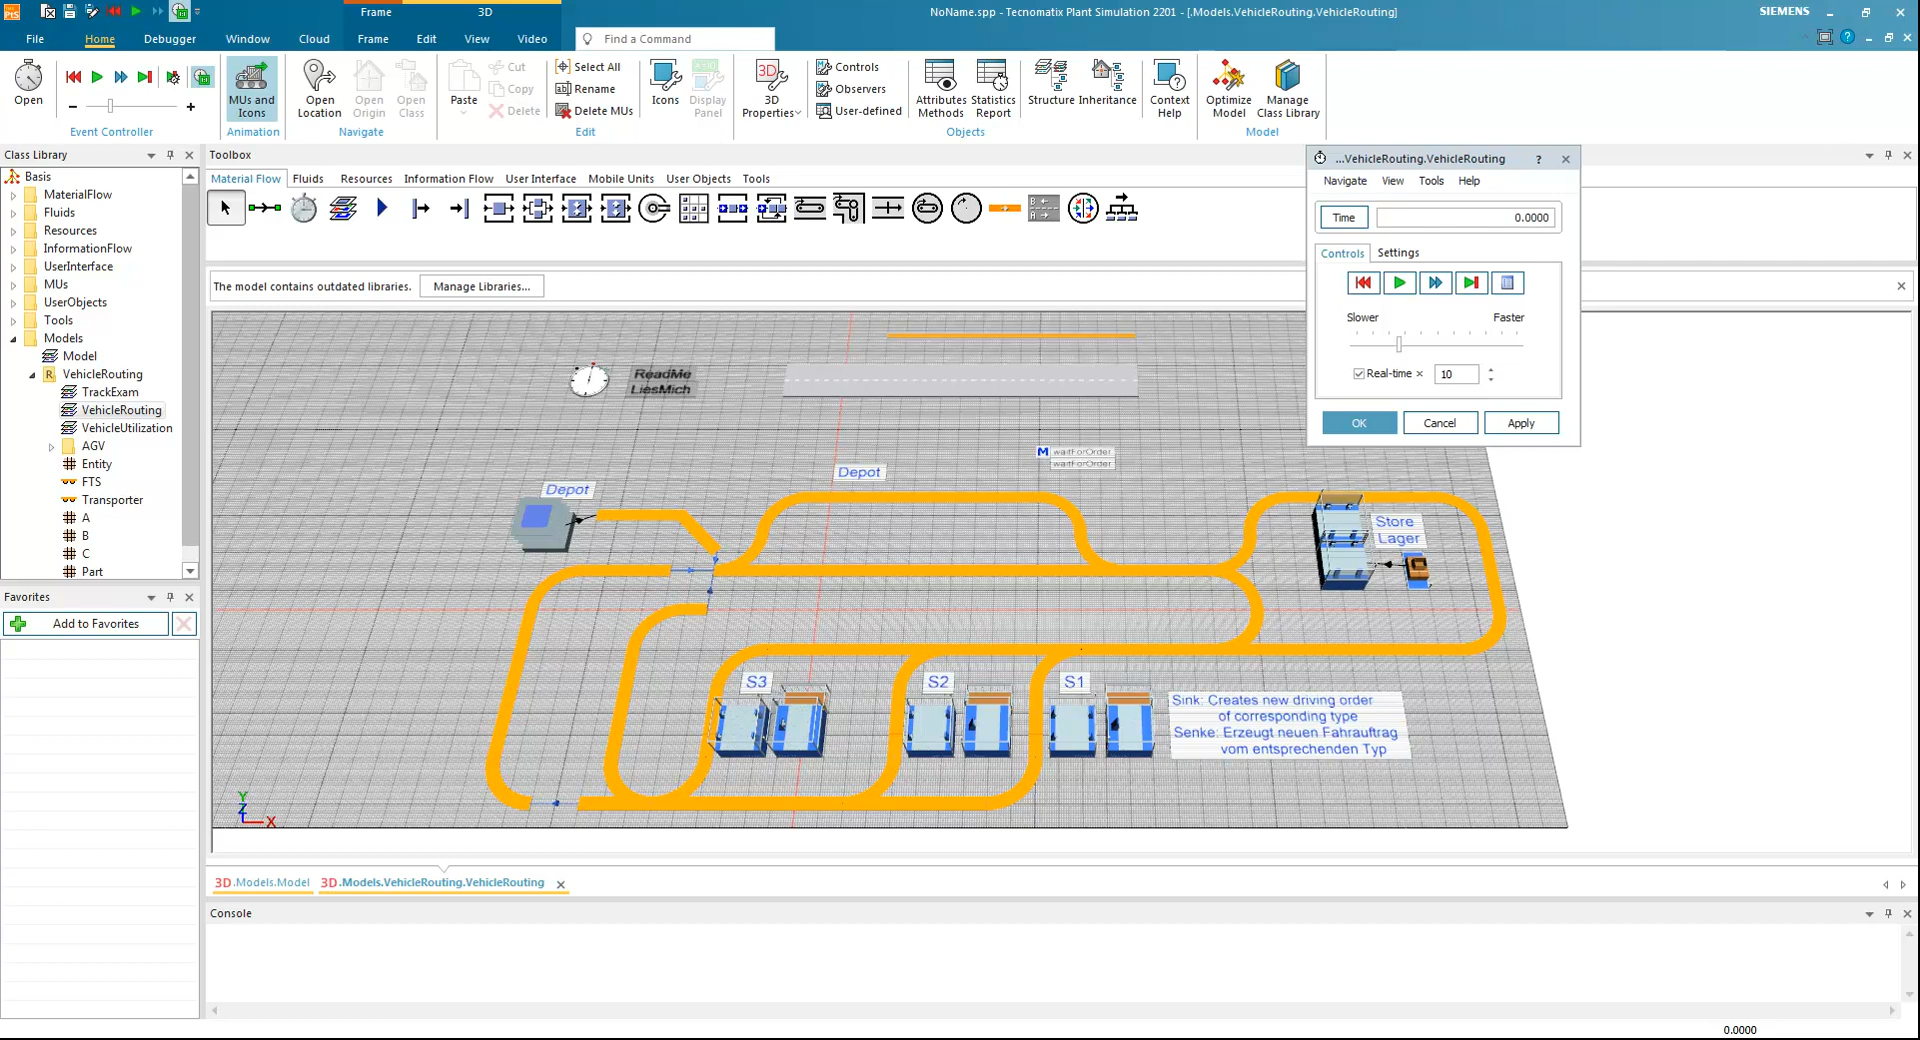 Frame
3D
NoName.spp - Tecnomatix Plant Simulation 2201 - [.Models.VehicleRouting.VehicleRouting]
SIEMENS
File
Home
Debugger
Window
Cloud
Frame
Edit
View
Video
Find a Command
Open
Event Controller
MUs and
Icons
Animation
Open
Location
Open
Origin
Open
Class
Navigate
Paste
Cut
Copy
Delete
Select All
Rename
Delete MUs
Edit
Icons
Display
Panel
3D
Properties
Controls
Observers
User-defined
Attributes
Methods
Statistics
Report
Structure
Inheritance
Objects
Context
Help
Optimize
Model
Manage
Class Library
Model
Class Library
Basis
MaterialFlow
Fluids
Resources
InformationFlow
UserInterface
MUs
UserObjects
Tools
Models
Model
VehicleRouting
TrackExam
VehicleRouting
VehicleUtilization
AGV
Entity
FTS
Transporter
A
B
C
Part
Favorites
Add to Favorites
Toolbox
Material Flow
Fluids
Resources
Information Flow
User Interface
Mobile Units
User Objects
Tools
The model contains outdated libraries.
Manage Libraries...
...VehicleRouting.VehicleRouting
Navigate
View
Tools
Help
Time
0.0000
Controls
Settings
Slower
Faster
Real-time ×
10
OK
Cancel
Apply
ReadMe
LiesMich
M waitForOrder
waitForOrder
Depot
Depot
Store
Lager
S3
S2
S1
Sink: Creates new driving order
of corresponding type
Senke: Erzeugt neuen Fahrauftrag
vom entsprechenden Typ
Y
Z
X
3D .Models.Model
3D .Models.VehicleRouting.VehicleRouting
Console
0.0000